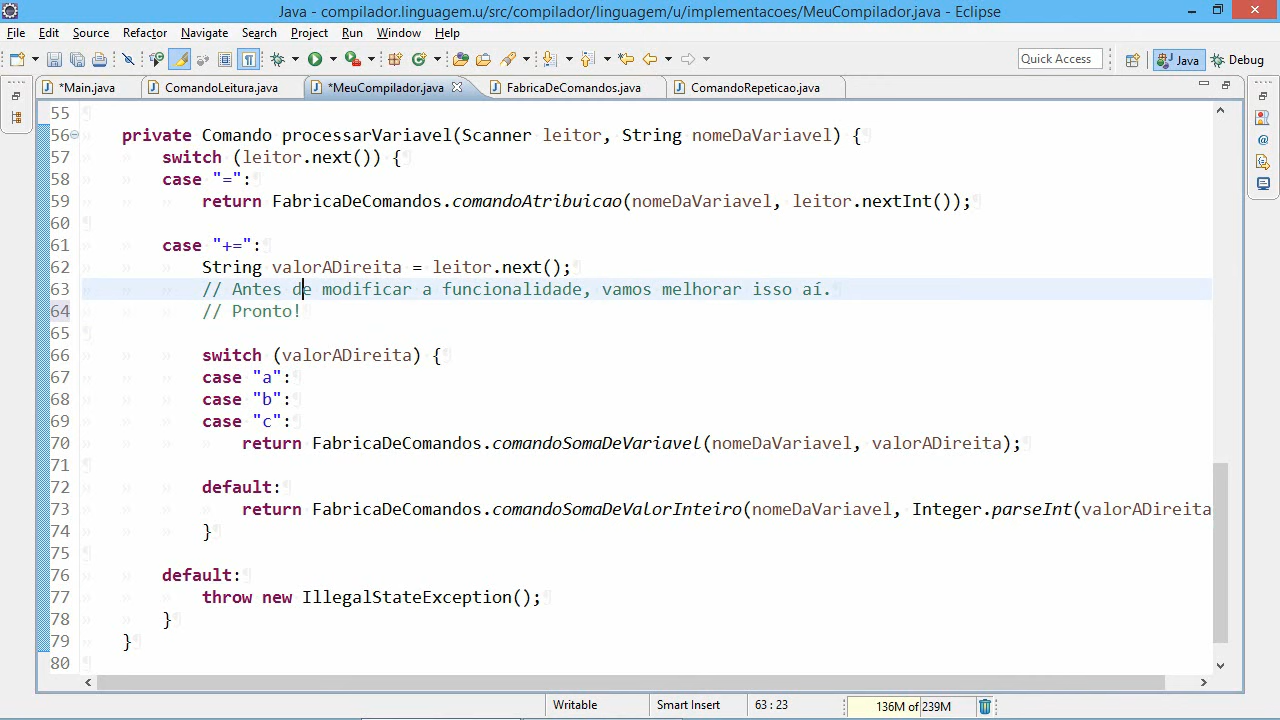 Java - compilador.linguagem.u/src/compilador/linguagem/u/implementacoes/MeuCompilador.java - Eclipse
File Edit Source Refactor Navigate Search Project Run Window Help
Quick Access Java Debug
*Main.java ComandoLeitura.java *MeuCompilador.java FabricaDeComandos.java ComandoRepeticao.java
55
56 private Comando processarVariavel(Scanner leitor, String nomeDaVariavel) {
57 switch (leitor.next()) {
58 case "=":
59 return FabricaDeComandos.comandoAtribuicao(nomeDaVariavel, leitor.nextInt());
60
61 case "+=":
62 String valorADireita = leitor.next();
63 // Antes de modificar a funcionalidade, vamos melhorar isso aí.
64 // Pronto!
65
66 switch (valorADireita) {
67 case "a":
68 case "b":
69 case "c":
70 return FabricaDeComandos.comandoSomaDeVariavel(nomeDaVariavel, valorADireita);
71
72 default:
73 return FabricaDeComandos.comandoSomaDeValorInteiro(nomeDaVariavel, Integer.parseInt(valorADireita
74 }
75
76 default:
77 throw new IllegalStateException();
78 }
79 }
80
Writable Smart Insert 63 : 23 136M of 239M